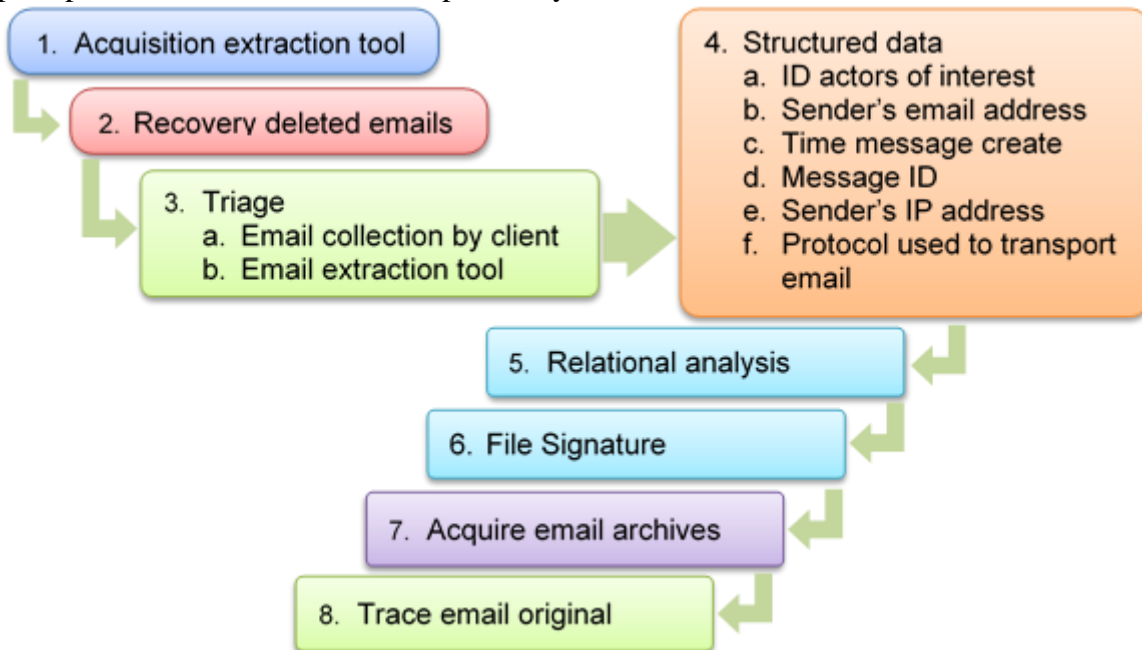 1. Acquisition extraction tool
2. Recovery deleted emails
3. Triage
a. Email collection by client
b. Email extraction tool
4. Structured data
a. ID actors of interest
b. Sender's email address
c. Time message create
d. Message ID
e. Sender's IP address
f. Protocol used to transport
email
5. Relational analysis
6. File Signature
7. Acquire email archives
8. Trace email original